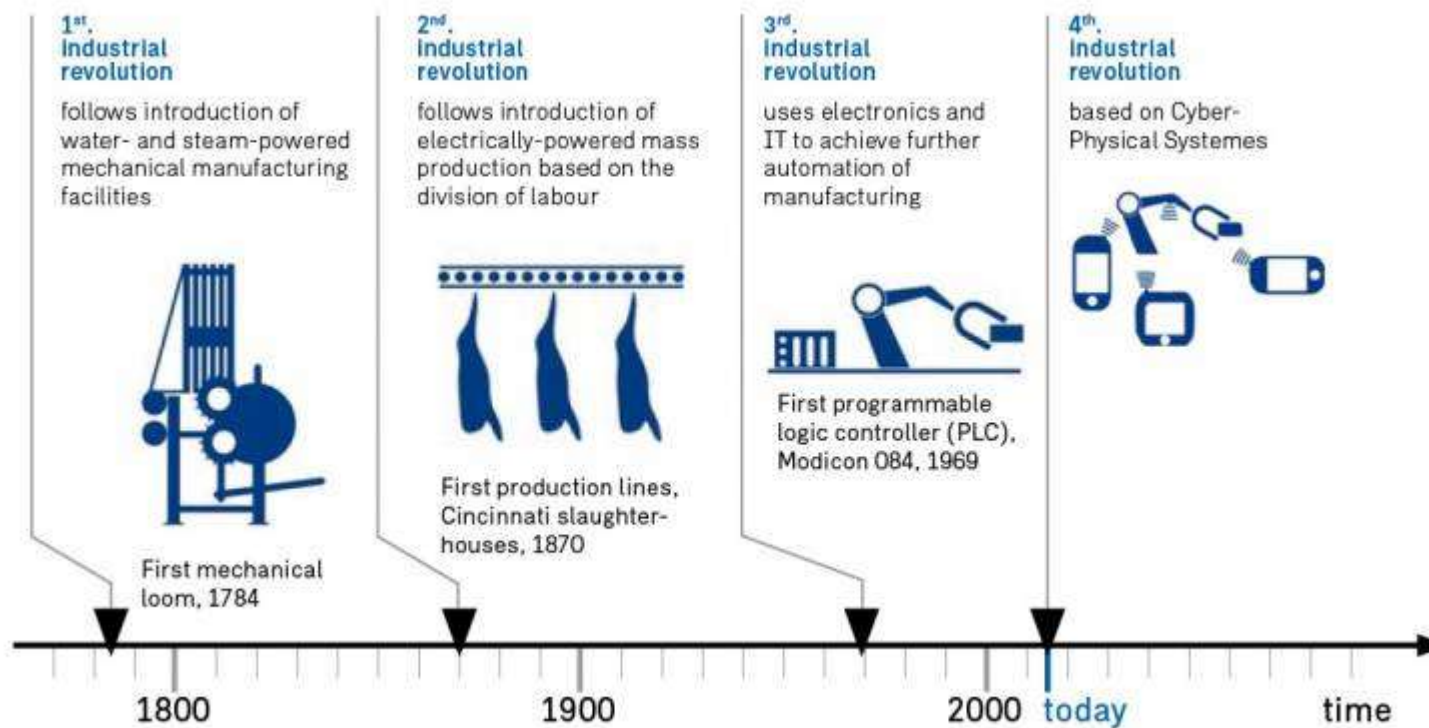 1st.
industrial
revolution
follows introduction of
water- and steam-powered
mechanical manufacturing
facilities
First mechanical
loom, 1784
2nd.
industrial
revolution
follows introduction of
electrically-powered mass
production based on the
division of labour
First production lines,
Cincinnati slaughter-
houses, 1870
3rd.
industrial
revolution
uses electronics and
IT to achieve further
automation of
manufacturing
First programmable
logic controller (PLC),
Modicon 084, 1969
4th.
industrial
revolution
based on Cyber-
Physical Systemes
1800 1900 2000 today time